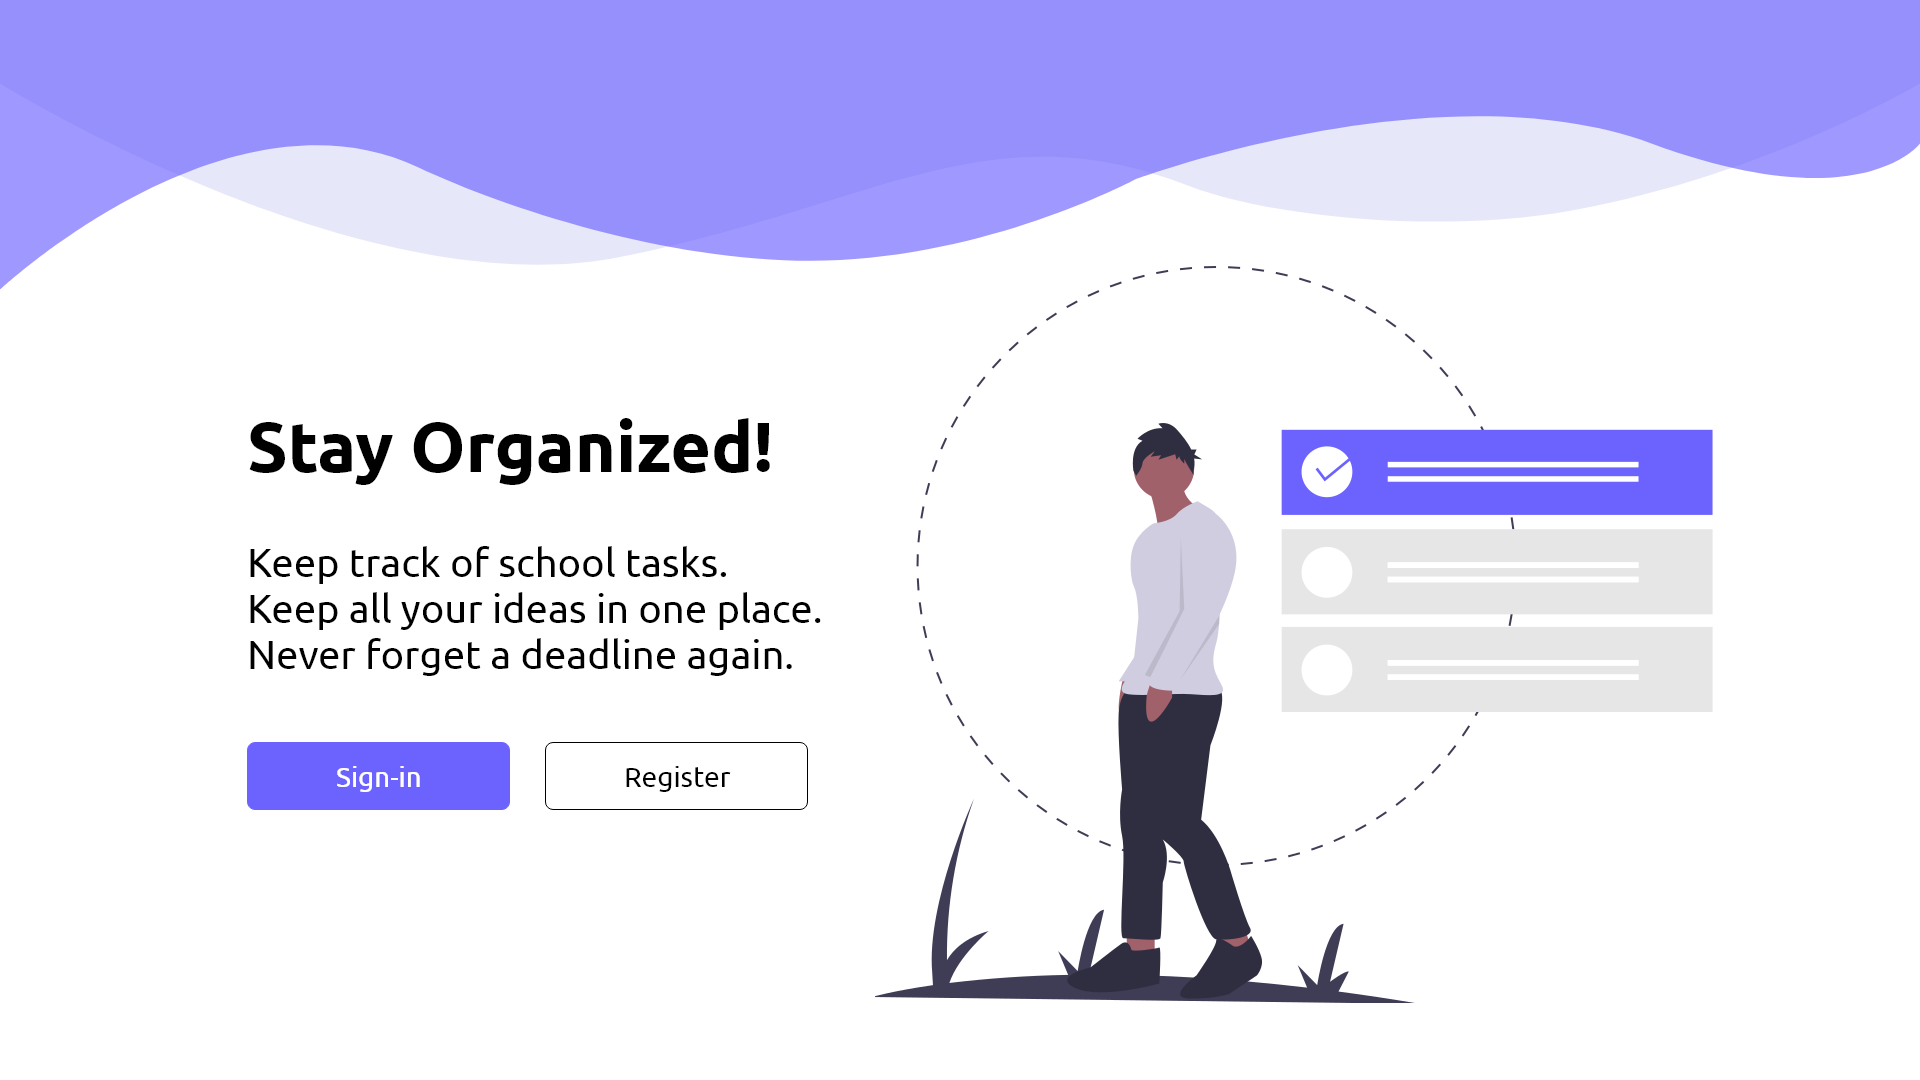 Stay Organized!
Keep track of school tasks.
Keep all your ideas in one place.
Never forget a deadline again.
Sign-in
Register